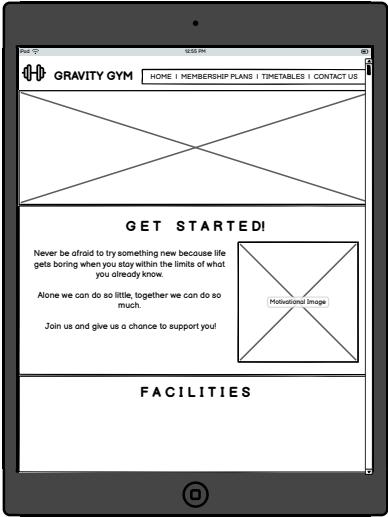 iPad 12:55 PM
GRAVITY GYM
HOME | MEMBERSHIP PLANS | TIMETABLES | CONTACT US
GET STARTED!
Never be afraid to try something new because life
gets boring when you stay within the limits of what
you already know.
Alone we can do so little, together we can do so
much.
Join us and give us a chance to support you!
Motivational Image
FACILITIES